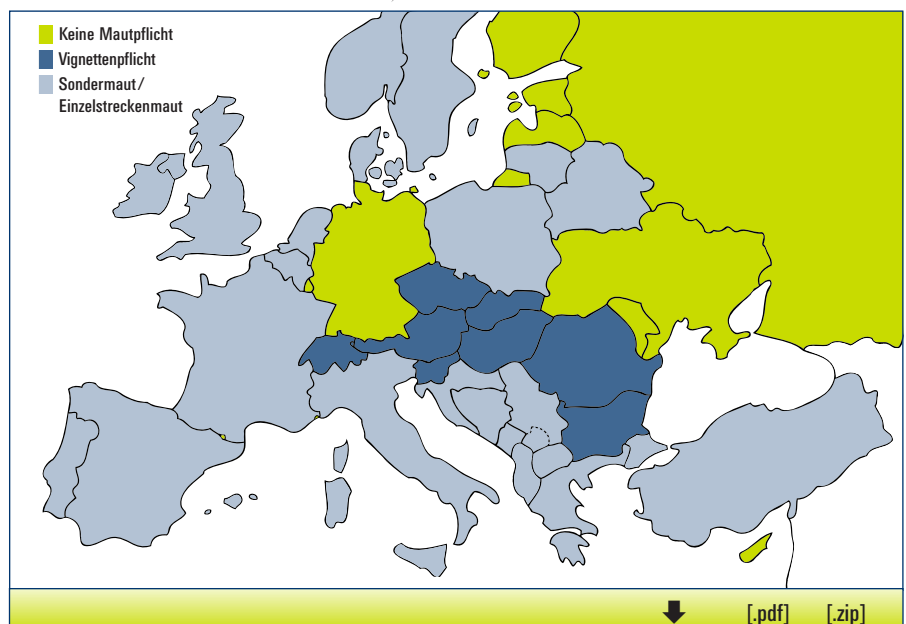 Keine Mautpflicht
Vignettenpflicht
Sondermaut/
Einzelstreckenmaut
[.pdf] [.zip]